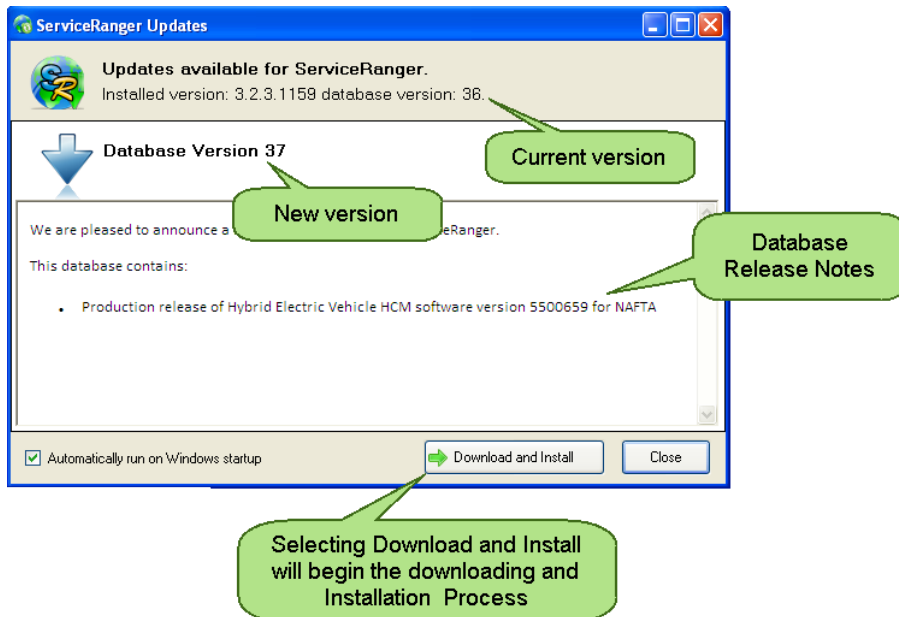 ServiceRanger Updates
Updates available for ServiceRanger.
Installed version: 3.2.3.1159 database version: 36.
Current version
Database Version 37
New version
We are pleased to announce a
eRanger.
Database
Release Notes
This database contains:
• Production release of Hybrid Electric Vehicle HCM software version 5500659 for NAFTA
Automatically run on Windows startup
Download and Install
Close
Selecting Download and Install
will begin the downloading and
Installation Process